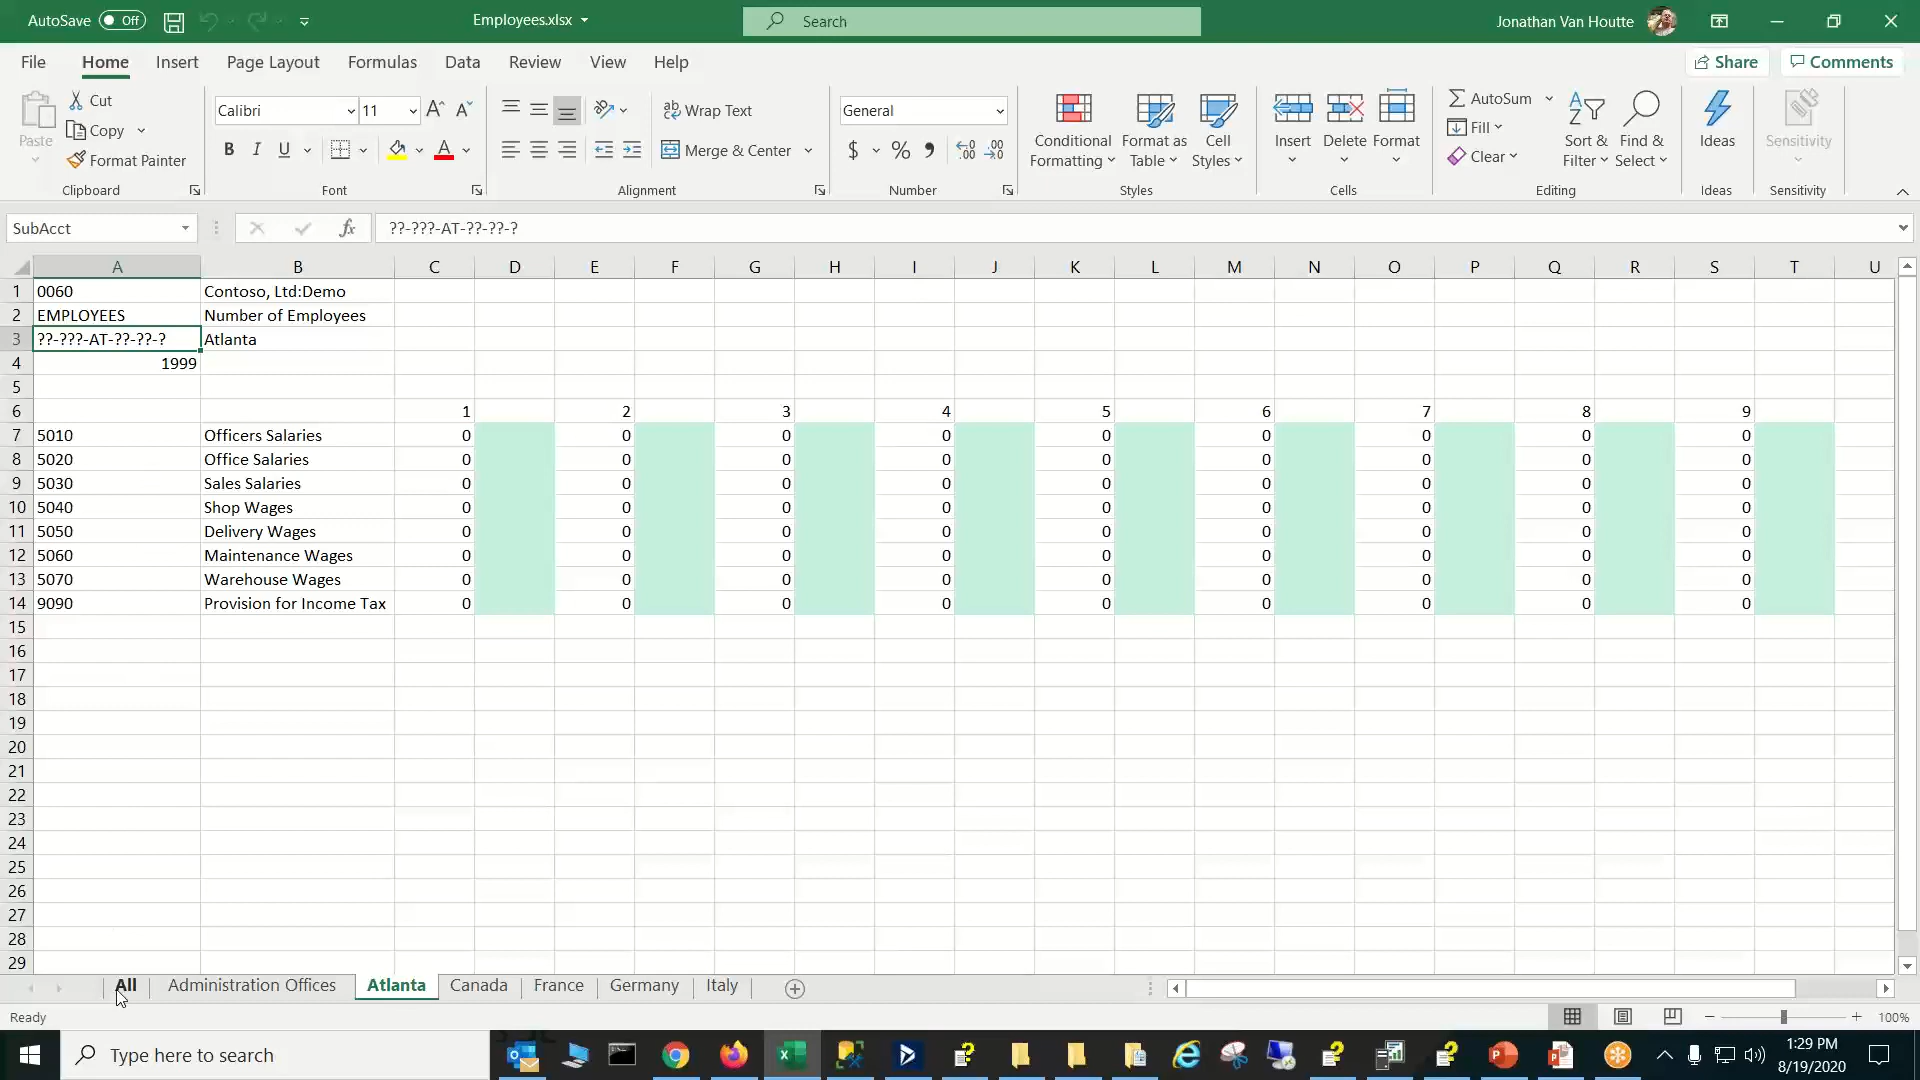 AutoSave Off Employees.xlsx Search Jonathan Van Houtte
File Home Insert Page Layout Formulas Data Review View Help Share Comments
Paste Cut Copy Format Painter Clipboard
Calibri 11 B I U A Font
ab Wrap Text Merge & Center Alignment
General $ % Number
Conditional Formatting Format as Table Cell Styles Styles
Insert Delete Format Cells
AutoSum Fill Clear Sort & Filter Find & Select Editing
Ideas Ideas
Sensitivity Sensitivity
SubAcct fx ??-???-AT-??-??-?
A B C D E F G H I J K L M N O P Q R S T U
1 0060 Contoso, Ltd:Demo
2 EMPLOYEES Number of Employees
3 ??-???-AT-??-??-? Atlanta
4 1999
5
6 1 2 3 4 5 6 7 8 9
7 5010 Officers Salaries 0 0 0 0 0 0 0 0 0
8 5020 Office Salaries 0 0 0 0 0 0 0 0 0
9 5030 Sales Salaries 0 0 0 0 0 0 0 0 0
10 5040 Shop Wages 0 0 0 0 0 0 0 0 0
11 5050 Delivery Wages 0 0 0 0 0 0 0 0 0
12 5060 Maintenance Wages 0 0 0 0 0 0 0 0 0
13 5070 Warehouse Wages 0 0 0 0 0 0 0 0 0
14 9090 Provision for Income Tax 0 0 0 0 0 0 0 0 0
15
16
17
18
19
20
21
22
23
24
25
26
27
28
29
All Administration Offices Atlanta Canada France Germany Italy
Ready 100%
Type here to search 1:29 PM
8/19/2020